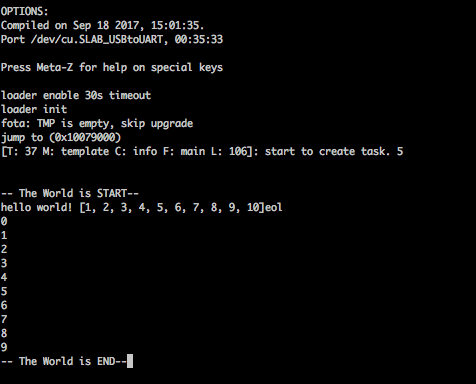 OPTIONS:
Compiled on Sep 18 2017, 15:01:35.
Port /dev/cu.SLAB_USBtoUART, 00:35:33
Press Meta-Z for help on special keys
loader enable 30s timeout
loader init
fota: TMP is empty, skip upgrade
jump to (0x10079000)
[T: 37 M: template C: info F: main L: 106]: start to create task. 5
-- The World is START--
hello world! [1, 2, 3, 4, 5, 6, 7, 8, 9, 10]eol
0
1
2
3
4
5
6
7
8
9
-- The World is END--